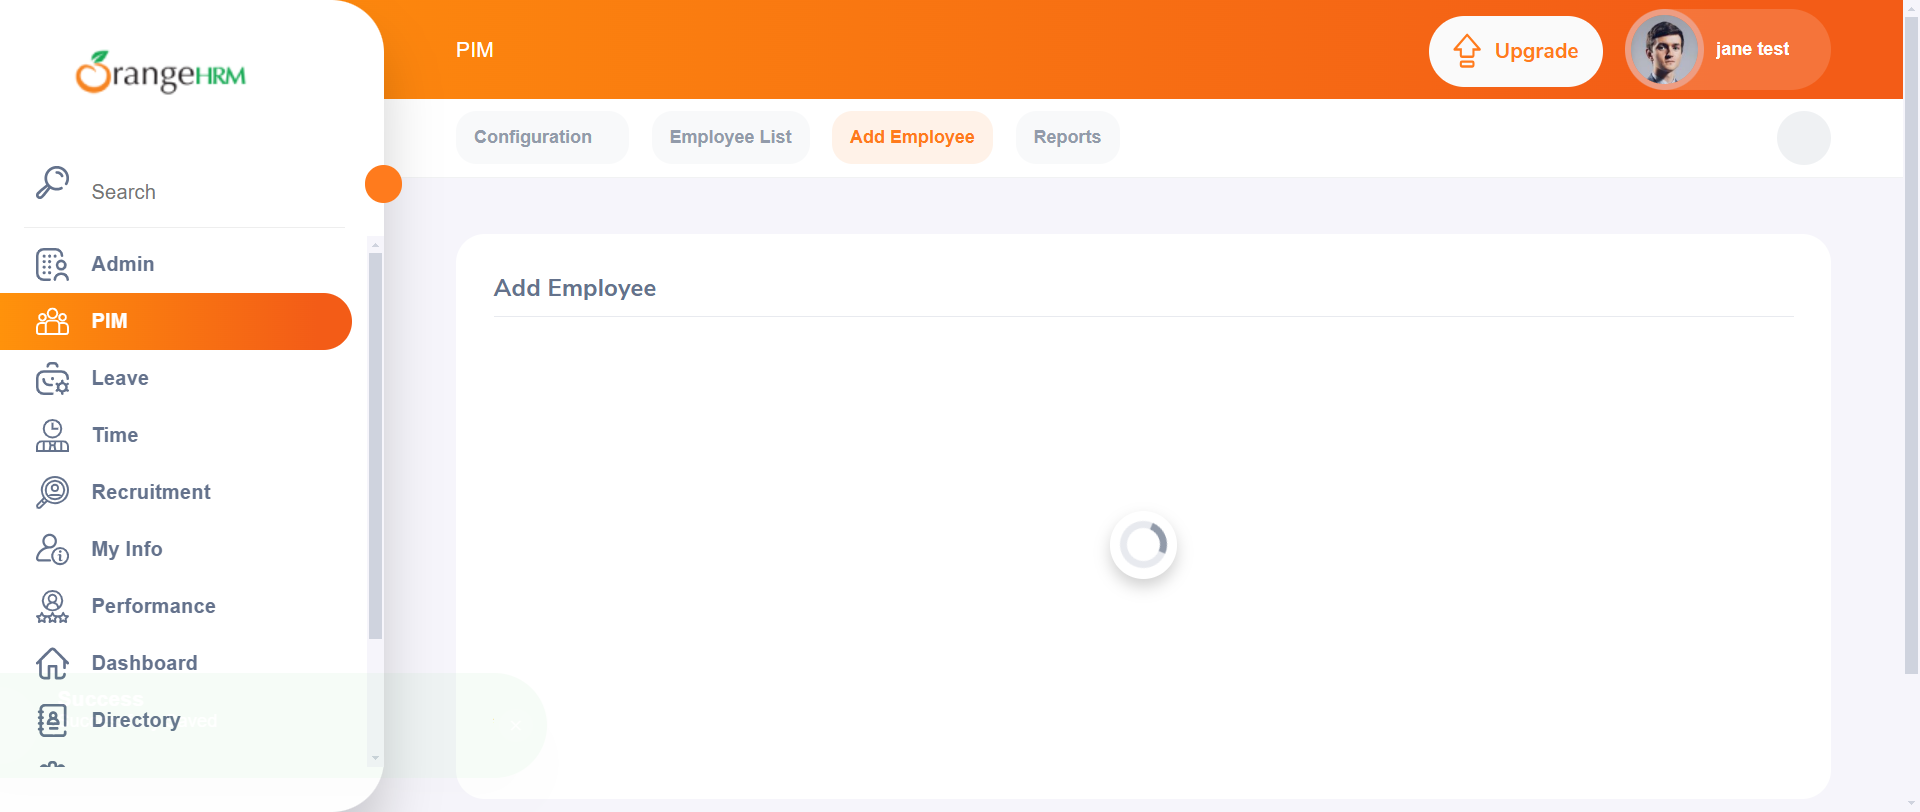 OrangeHRM
PIM
Upgrade
jane test
Configuration
Employee List
Add Employee
Reports
Search
Admin
PIM
Leave
Time
Recruitment
My Info
Performance
Dashboard
Success
Directory
Add Employee